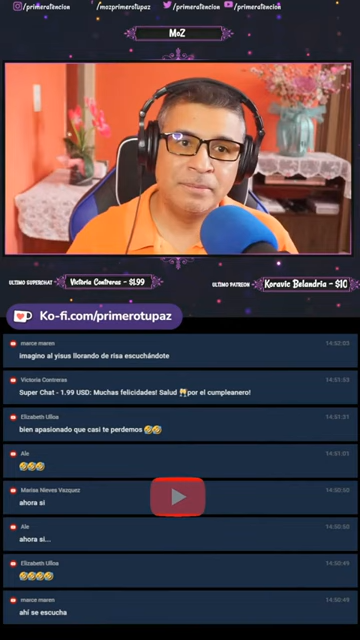 /primeratencion
/mozprimerotupaz
/primeratencion
/primeratencion
MoZ
ULTIMO SUPERCHAT
Victoria Contreras - $1.99
ULTIMO PATREON
Koravic Belandria - $10
Ko-fi.com/primerotupaz
marce maren 14:52:03
imagino al yisus llorando de risa escuchándote
Victoria Contreras 14:51:53
Super Chat - 1.99 USD: Muchas felicidades! Salud 🥂por el cumpleanero!
Elizabeth Ulloa 14:51:31
bien apasionado que casi te perdemos 🤣🤣
Ale 14:51:01
🤣🤣🤣
Marisa Nieves Vazquez 14:50:50
ahora si
Ale 14:50:50
ahora si...
Elizabeth Ulloa 14:50:49
🤣🤣🤣🤣
marce maren 14:50:48
ahí se escucha